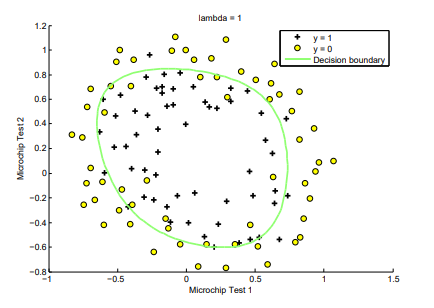 lambda = 1
y = 1
y = 0
Decision boundary
Microchip Test2
1.2
1
0.8
0.6
0.4
0.2
0
−0.2
−0.4
−0.6
−0.8
−1 −0.5 0 0.5 1 1.5
Microchip Test 1